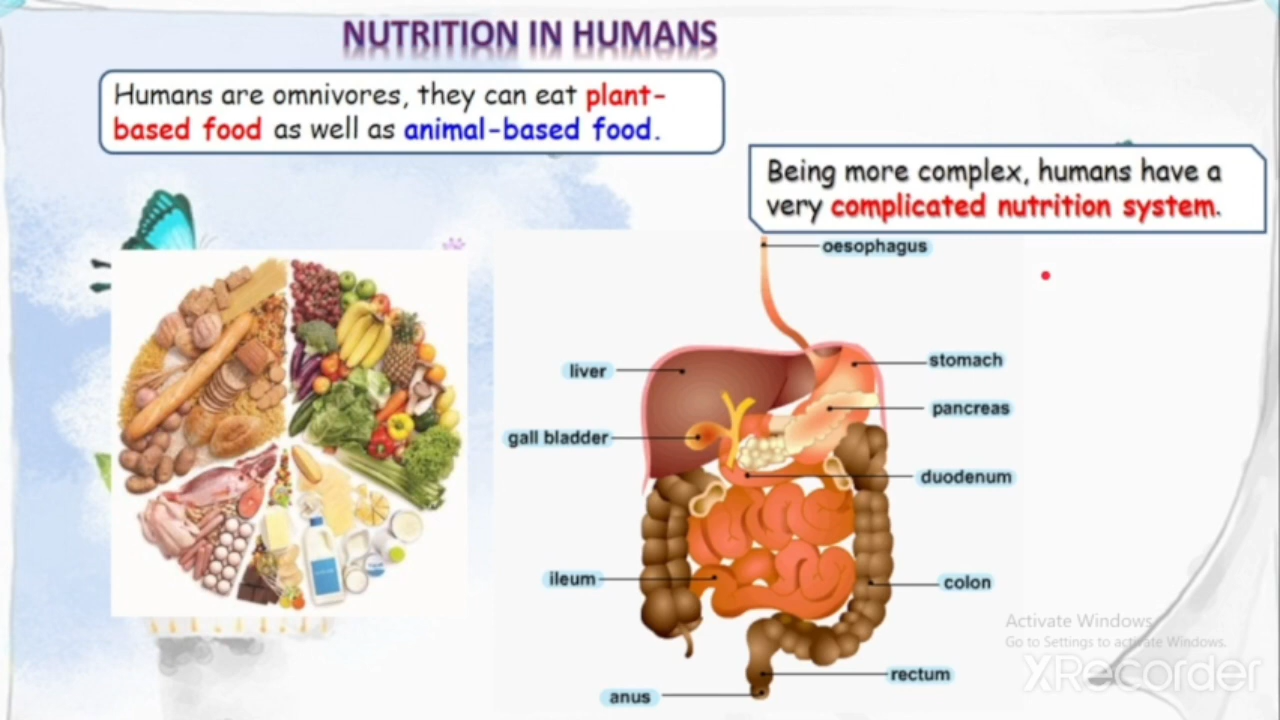 NUTRITION IN HUMANS
Humans are omnivores, they can eat plant-
based food as well as animal-based food.
Being more complex, humans have a
very complicated nutrition system.
oesophagus
liver
stomach
pancreas
gall bladder
duodenum
ileum
colon
rectum
anus
Activate Windows
Go to Settings to activate Windows.
XRecorder